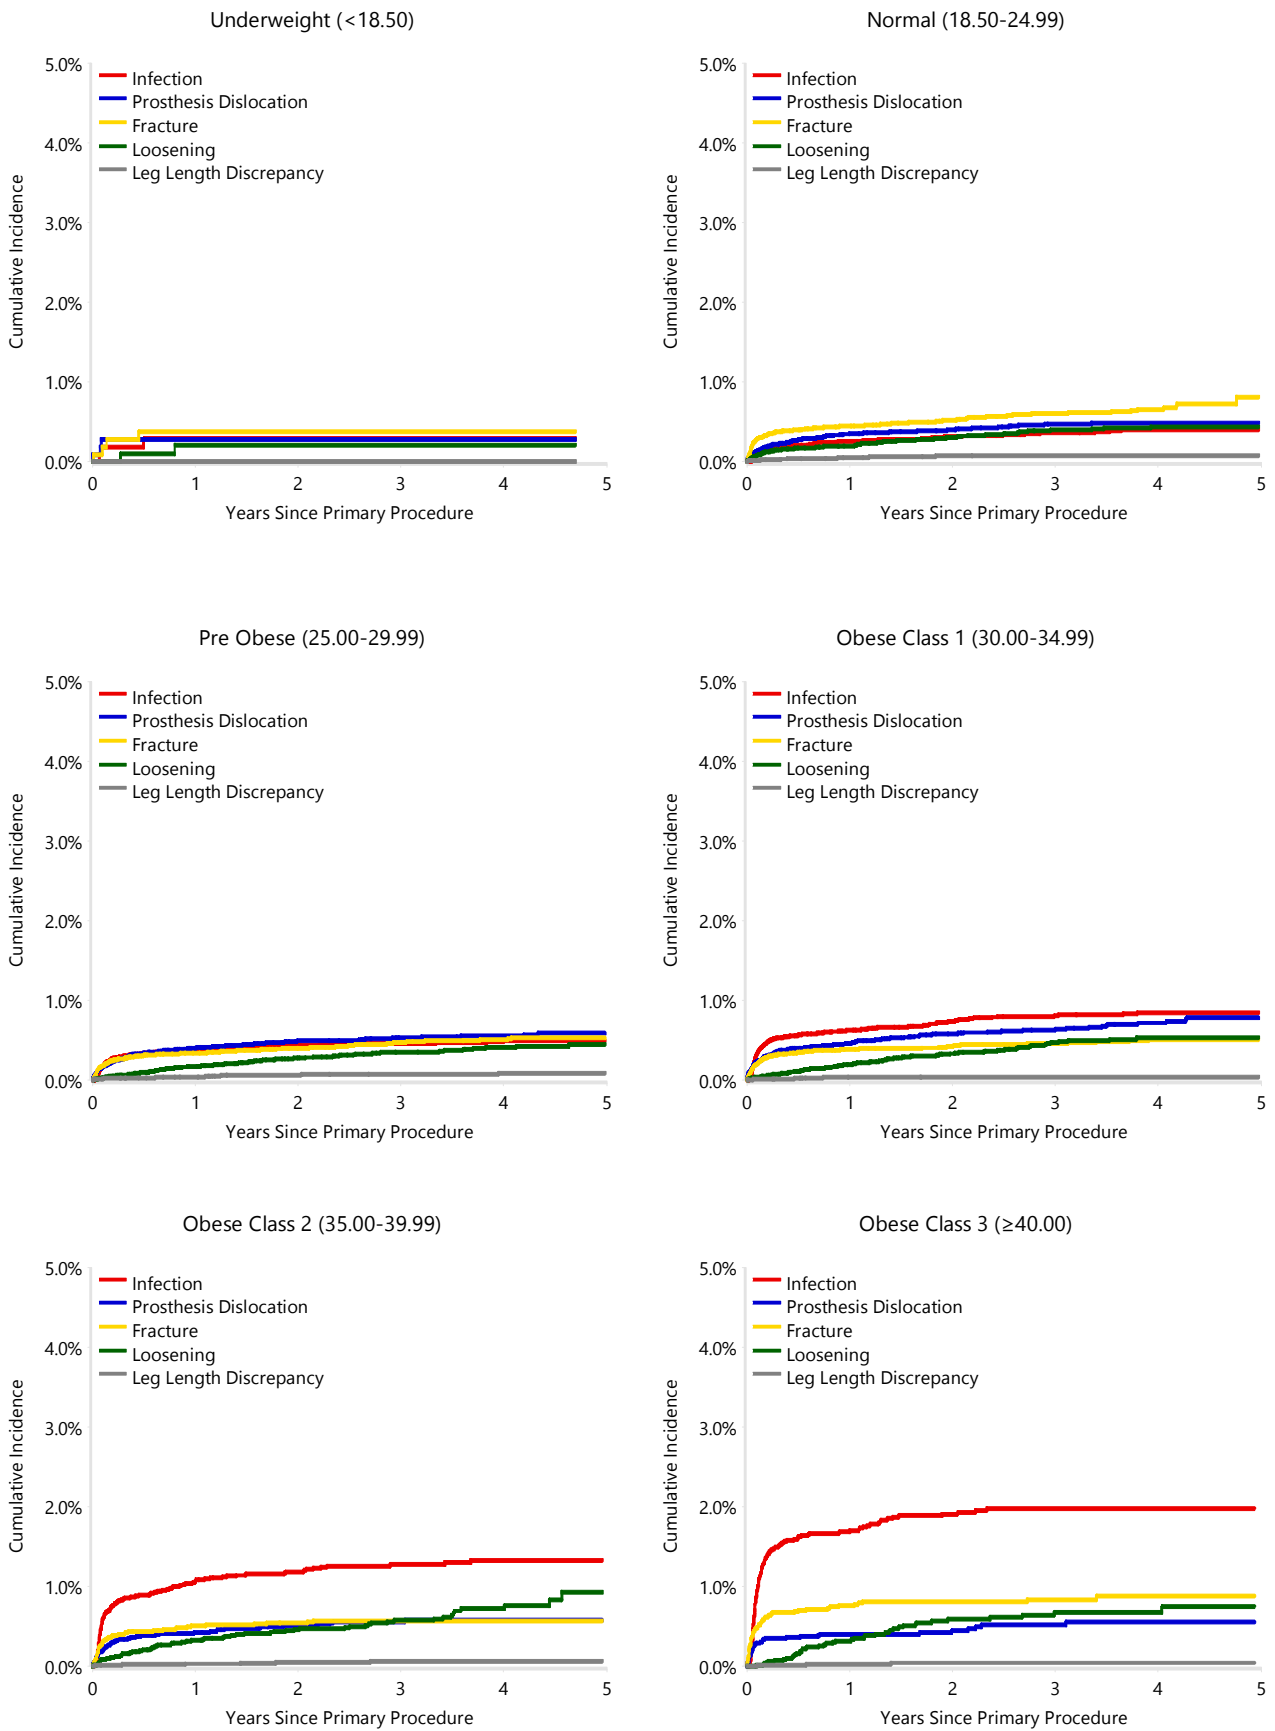 Underweight (<18.50)
5.0%
4.0%
3.0%
2.0%
1.0%
0.0%
Cumulative Incidence
Infection
Prosthesis Dislocation
Fracture
Loosening
Leg Length Discrepancy
0 1 2 3 4 5
Years Since Primary Procedure
Normal (18.50-24.99)
5.0%
4.0%
3.0%
2.0%
1.0%
0.0%
Cumulative Incidence
Infection
Prosthesis Dislocation
Fracture
Loosening
Leg Length Discrepancy
0 1 2 3 4 5
Years Since Primary Procedure
Pre Obese (25.00-29.99)
5.0%
4.0%
3.0%
2.0%
1.0%
0.0%
Cumulative Incidence
Infection
Prosthesis Dislocation
Fracture
Loosening
Leg Length Discrepancy
0 1 2 3 4 5
Years Since Primary Procedure
Obese Class 1 (30.00-34.99)
5.0%
4.0%
3.0%
2.0%
1.0%
0.0%
Cumulative Incidence
Infection
Prosthesis Dislocation
Fracture
Loosening
Leg Length Discrepancy
0 1 2 3 4 5
Years Since Primary Procedure
Obese Class 2 (35.00-39.99)
5.0%
4.0%
3.0%
2.0%
1.0%
0.0%
Cumulative Incidence
Infection
Prosthesis Dislocation
Fracture
Loosening
Leg Length Discrepancy
0 1 2 3 4 5
Years Since Primary Procedure
Obese Class 3 (≥40.00)
5.0%
4.0%
3.0%
2.0%
1.0%
0.0%
Cumulative Incidence
Infection
Prosthesis Dislocation
Fracture
Loosening
Leg Length Discrepancy
0 1 2 3 4 5
Years Since Primary Procedure